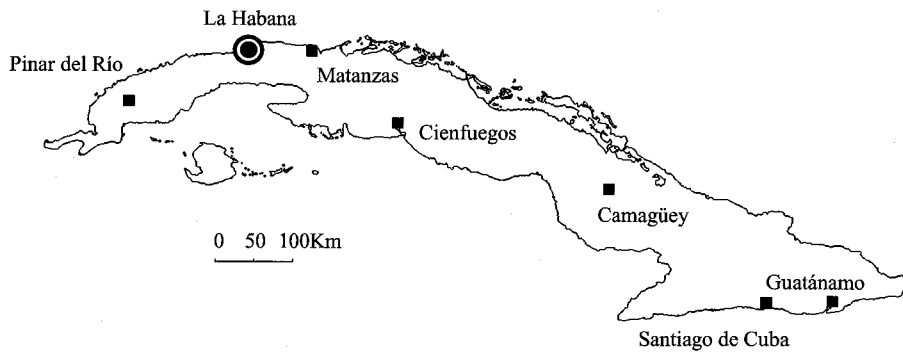 La Habana
Pinar del Río
Matanzas
Cienfuegos
Camagüey
0 50 100Km
Guatánamo
Santiago de Cuba